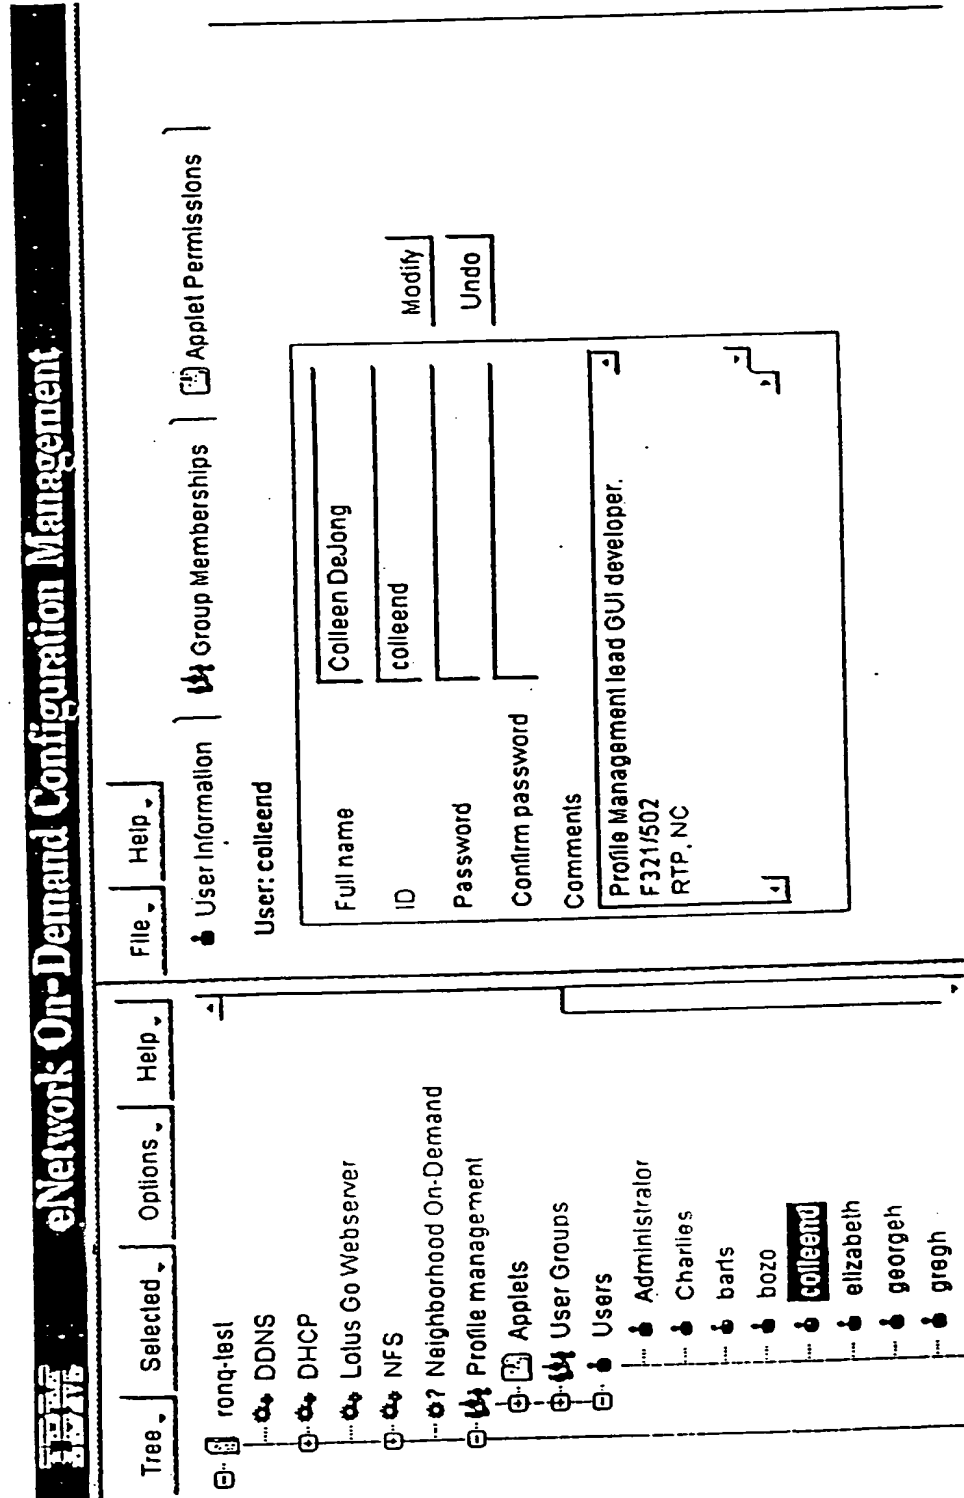 IBM eNetwork On-Demand Configuration Management
Tree Selected Options Help
ronq-test
DDNS
DHCP
Lotus Go Webserver
NFS
? Neighborhood On-Demand
Profile management
Applets
User Groups
Users
Administrator
Charlies
barls
bozo
colleend
elizabeth
georgeh
gregh
File Help
User Information Group Memberships Applet Permissions
User: colleend
Full name Colleen DeJong
ID colleend
Modify
Password
Undo
Confirm password
Comments
Profile Management lead GUI developer.
F321/502
RTP, NC